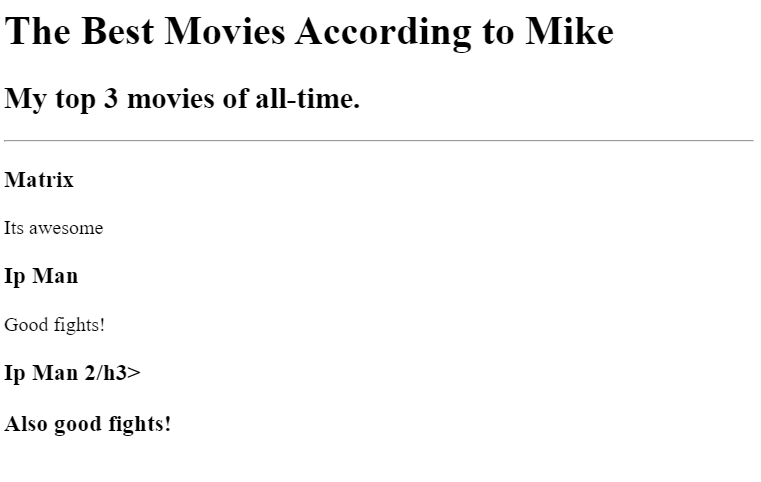 The Best Movies According to Mike
My top 3 movies of all-time.
Matrix
Its awesome
Ip Man
Good fights!
Ip Man 2/h3>
Also good fights!